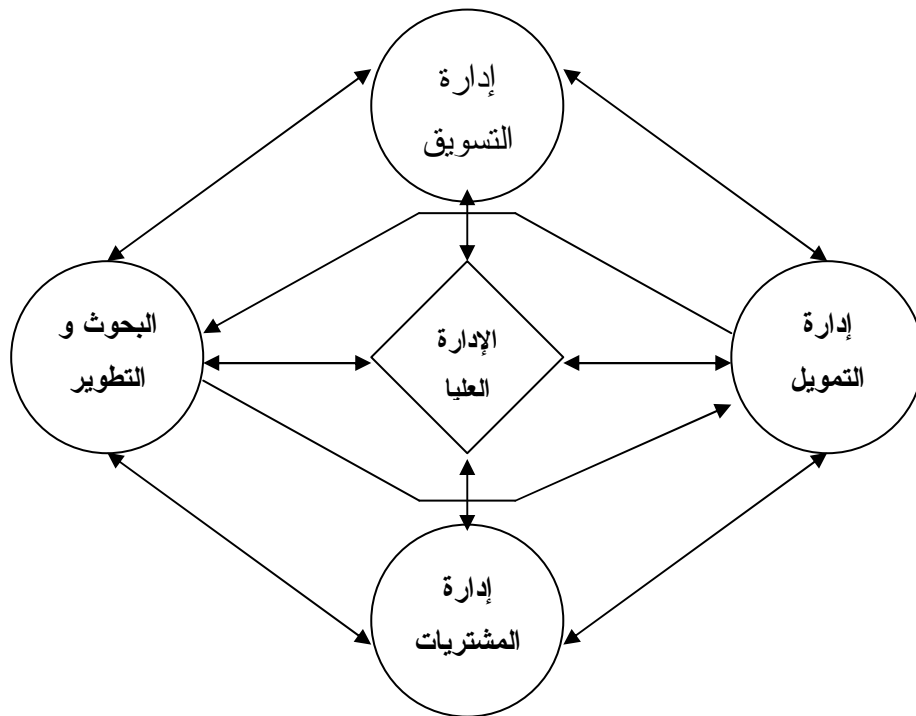 إدارة
التسويق
البحوث و
التطوير
الإدارة
العليا
إدارة
التمويل
إدارة
المشتريات